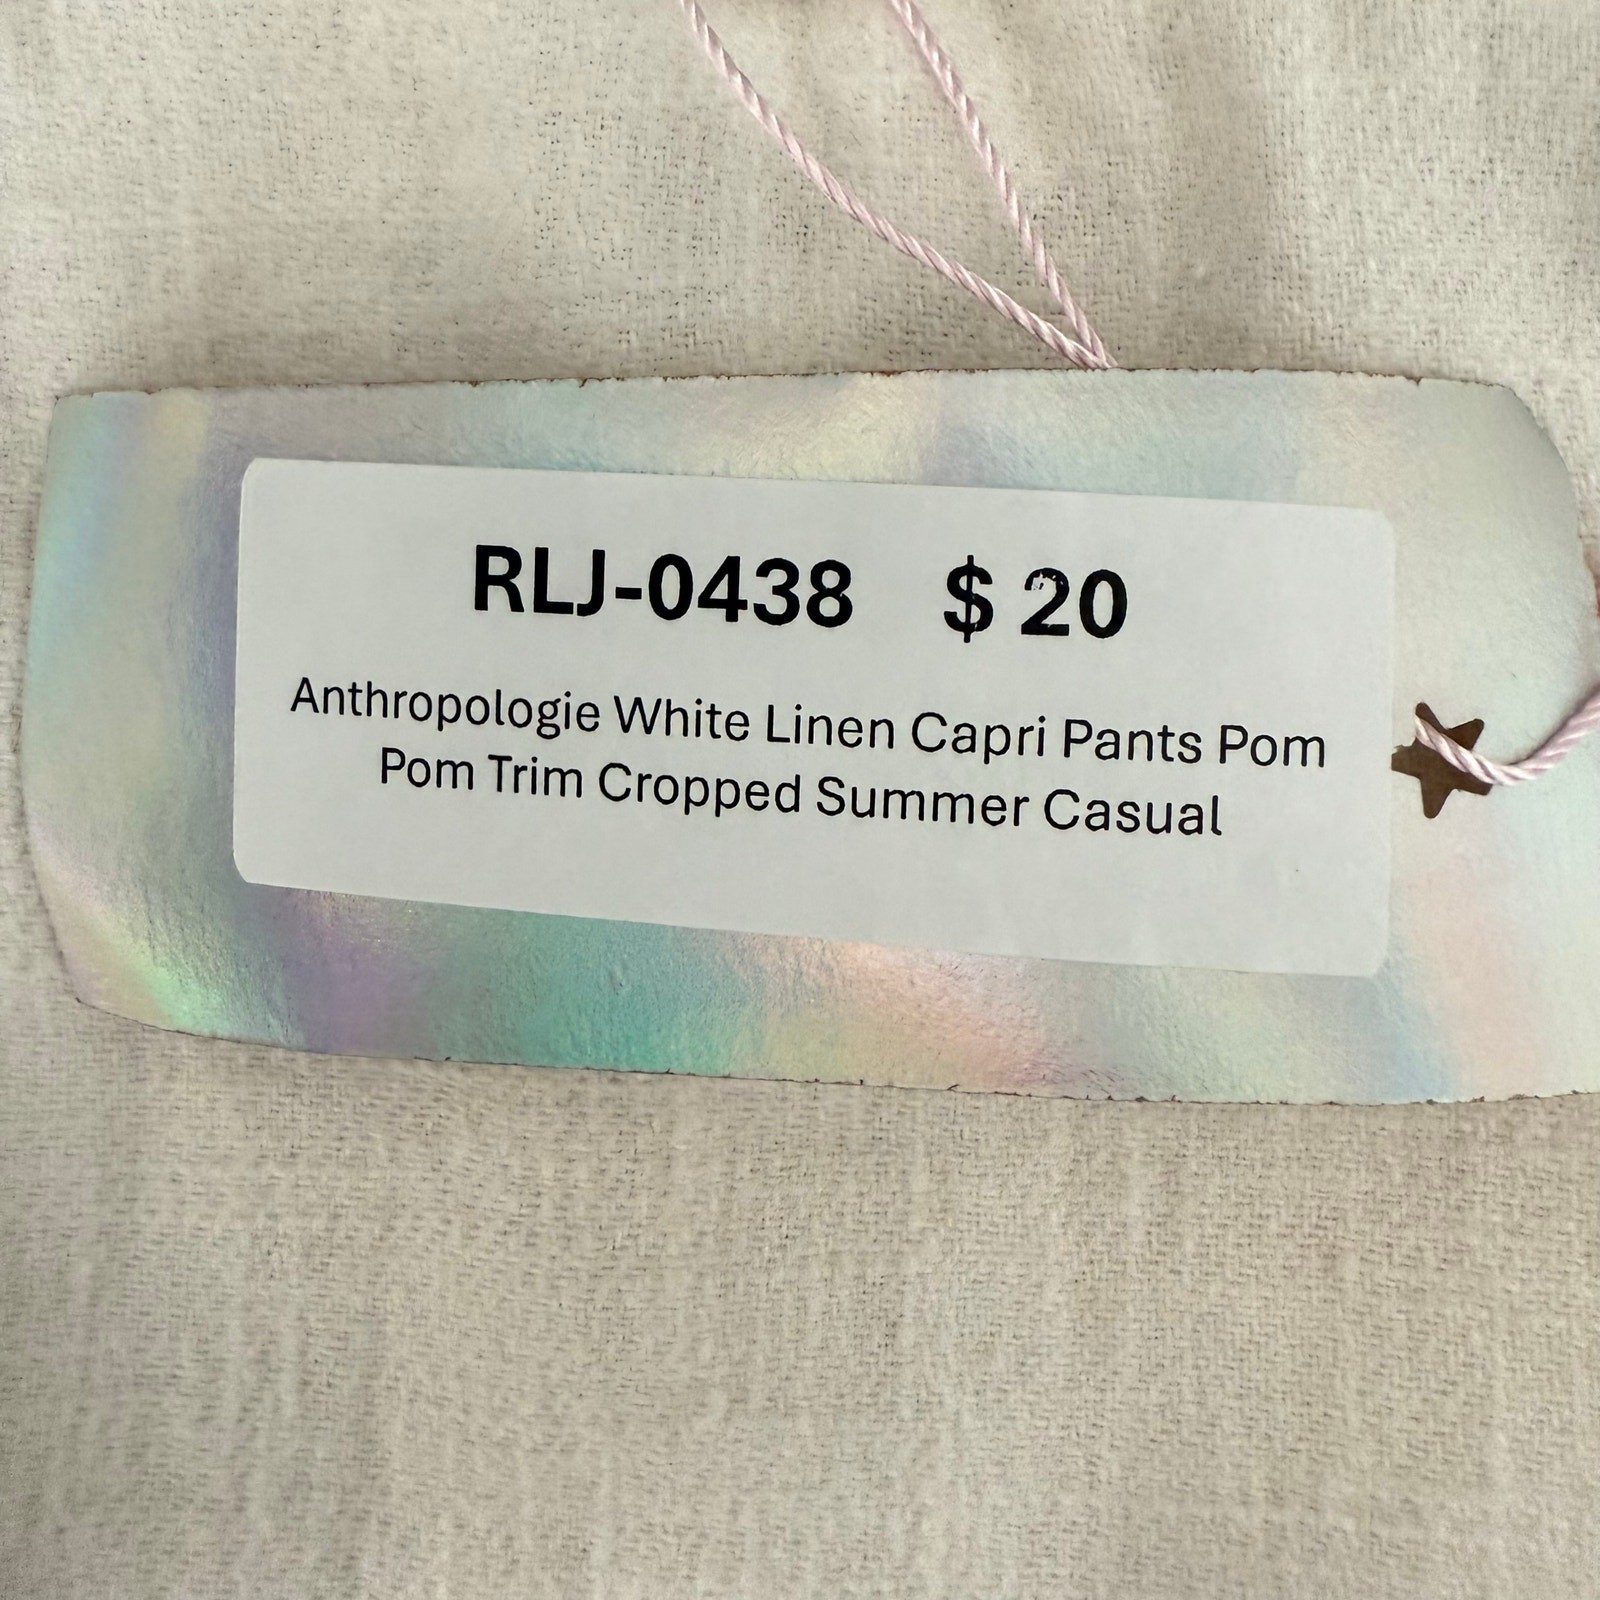 RLJ-0438 $ 20
Anthropologie White Linen Capri Pants Pom
Pom Trim Cropped Summer Casual